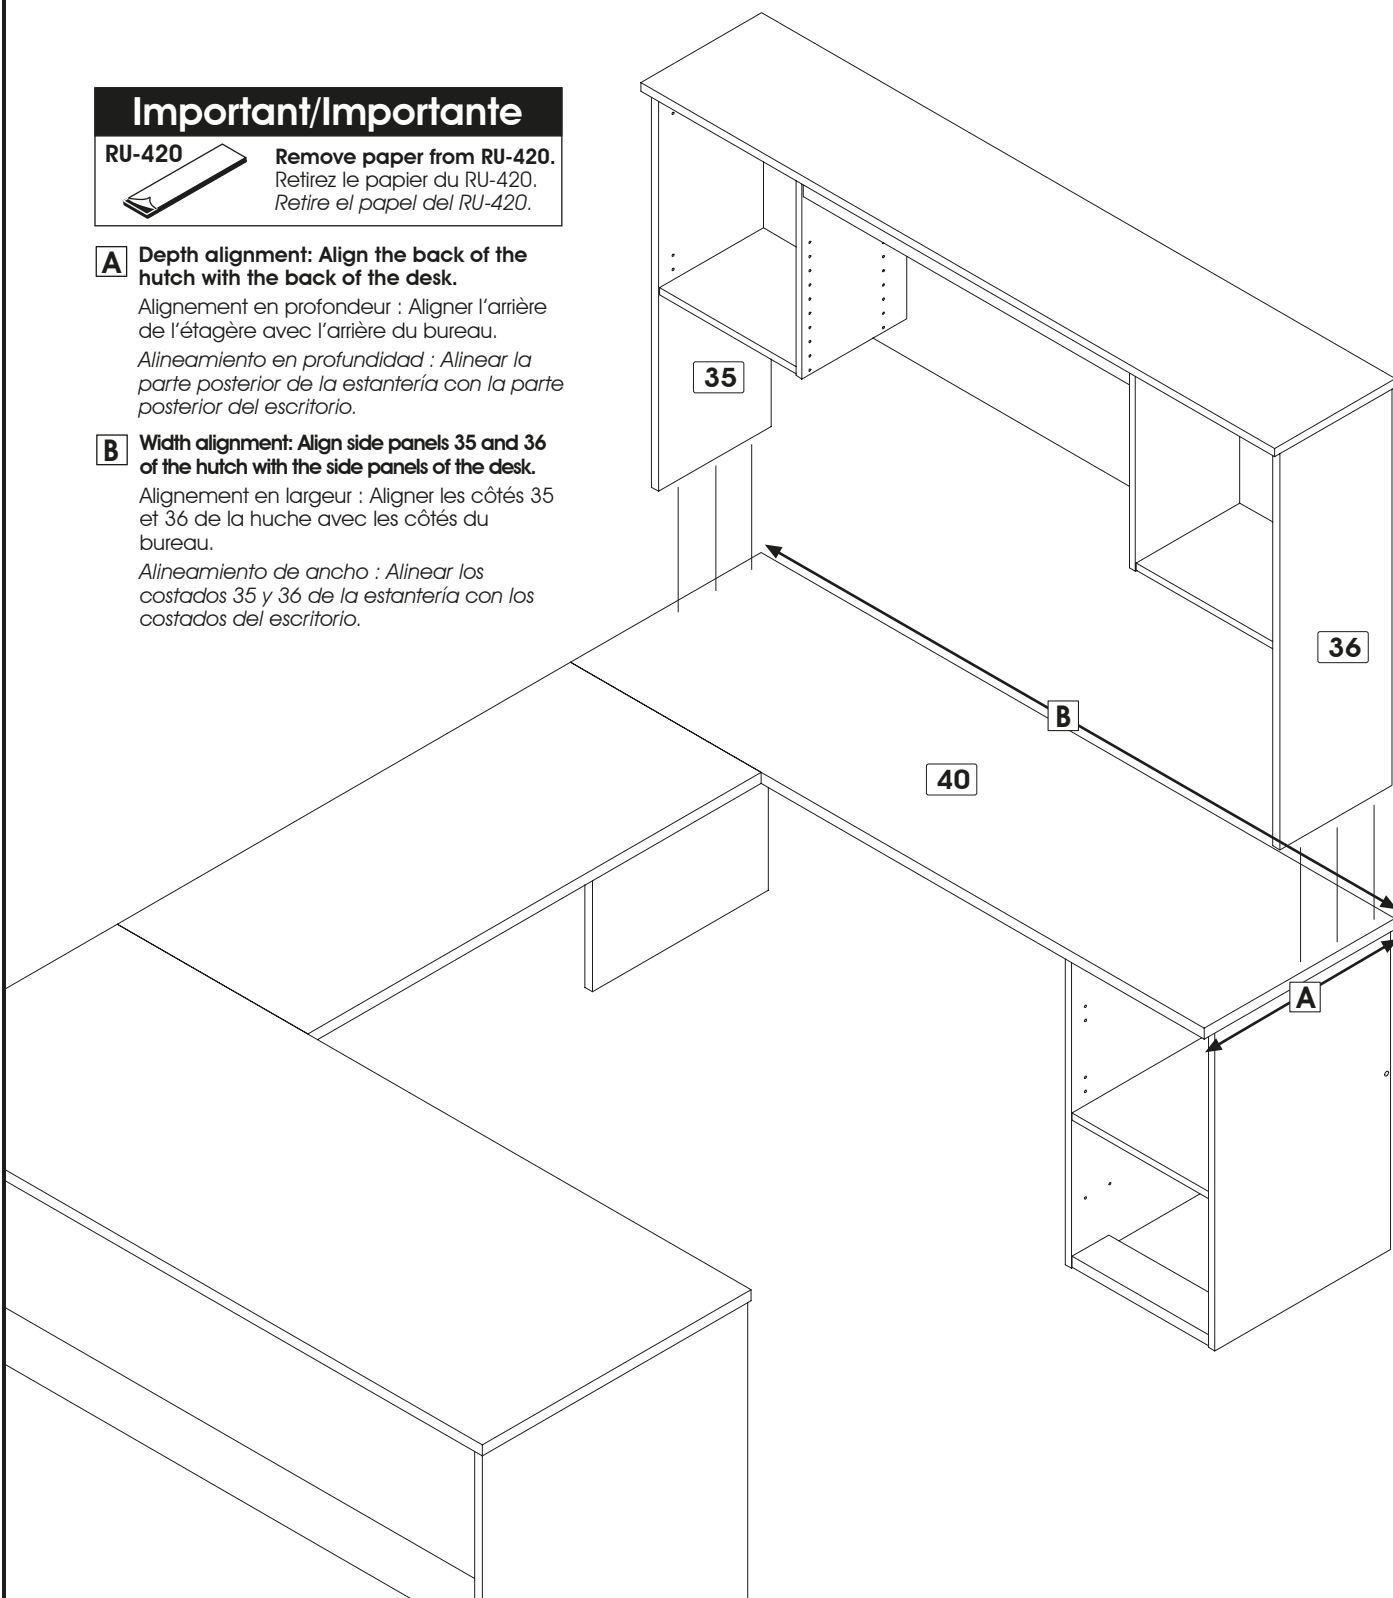 Important/Importante
RU-420
Remove paper from RU-420.
Retirez le papier du RU-420.
Retire el papel del RU-420.
A
Depth alignment: Align the back of the
hutch with the back of the desk.
Alignement en profondeur : Aligner l'arrière
de l'étagère avec l'arrière du bureau.
Alineamiento en profundidad : Alinear la
parte posterior de la estantería con la parte
posterior del escritorio.
B
Width alignment: Align side panels 35 and 36
of the hutch with the side panels of the desk.
Alignement en largeur : Aligner les côtés 35
et 36 de la huche avec les côtés du
bureau.
Alineamiento de ancho : Alinear los
costados 35 y 36 de la estantería con los
costados del escritorio.
35
36
B
40
A